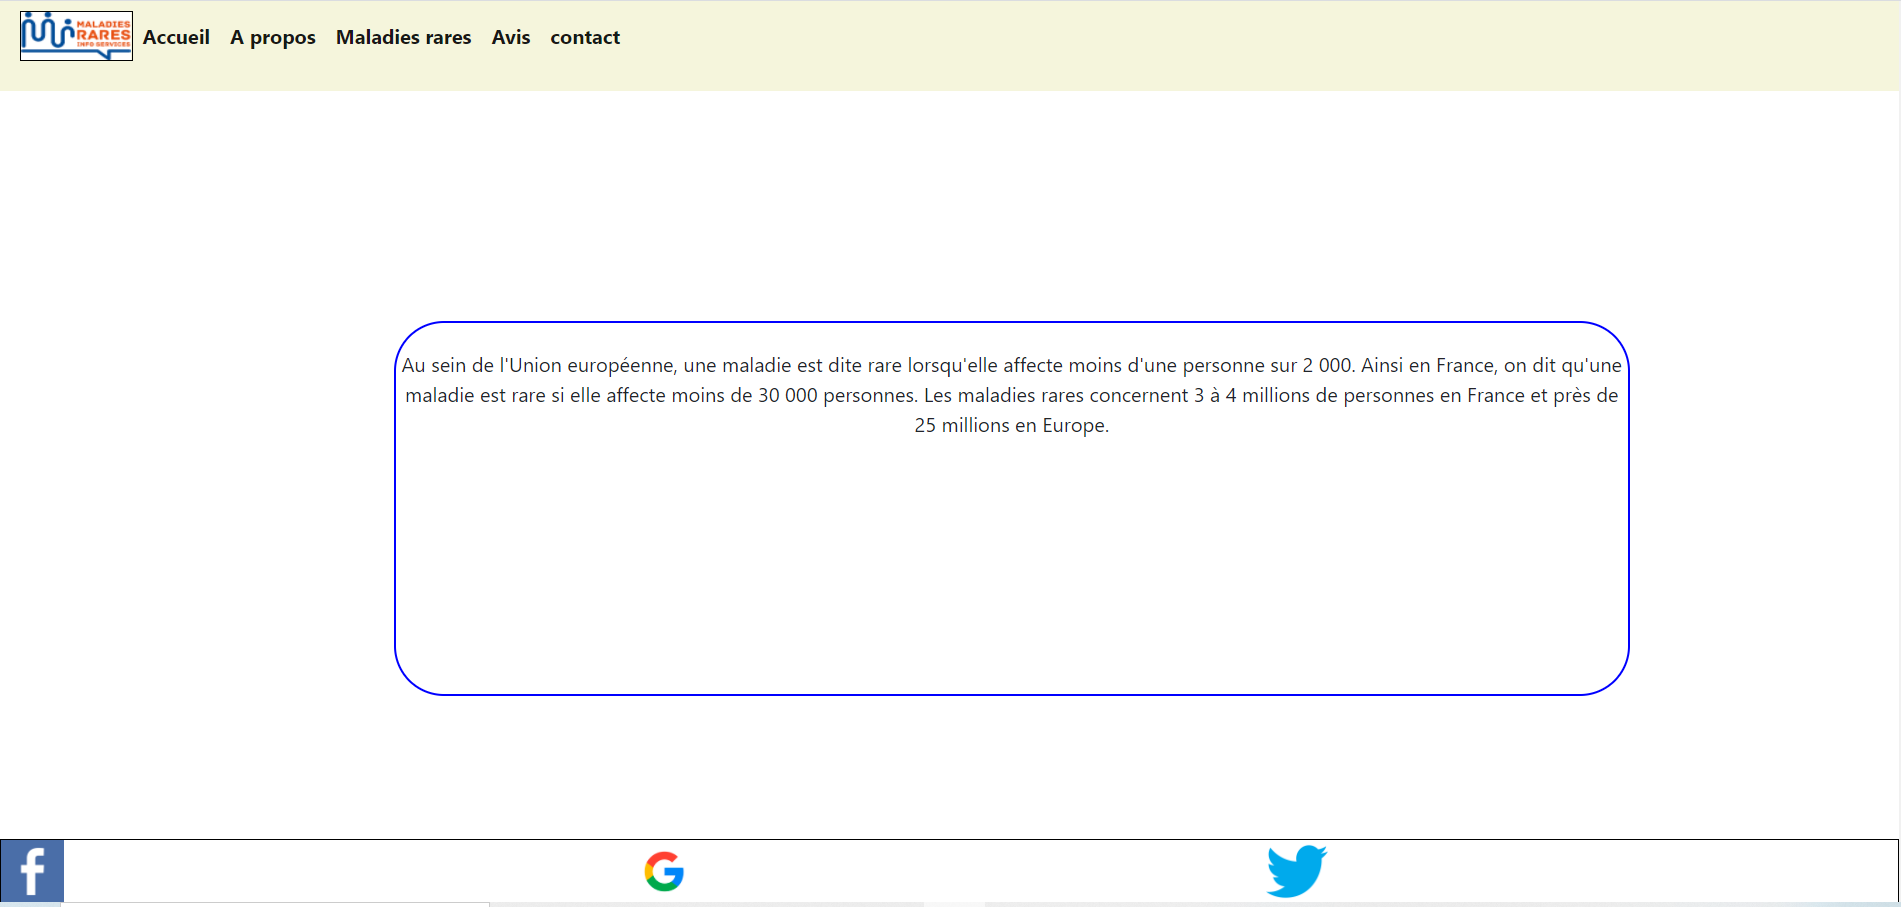 MALADIES
RARES
INFO SERVICES
Accueil A propos Maladies rares Avis contact
Au sein de l'Union européenne, une maladie est dite rare lorsqu'elle affecte moins d'une personne sur 2 000. Ainsi en France, on dit qu'une
maladie est rare si elle affecte moins de 30 000 personnes. Les maladies rares concernent 3 à 4 millions de personnes en France et près de
25 millions en Europe.